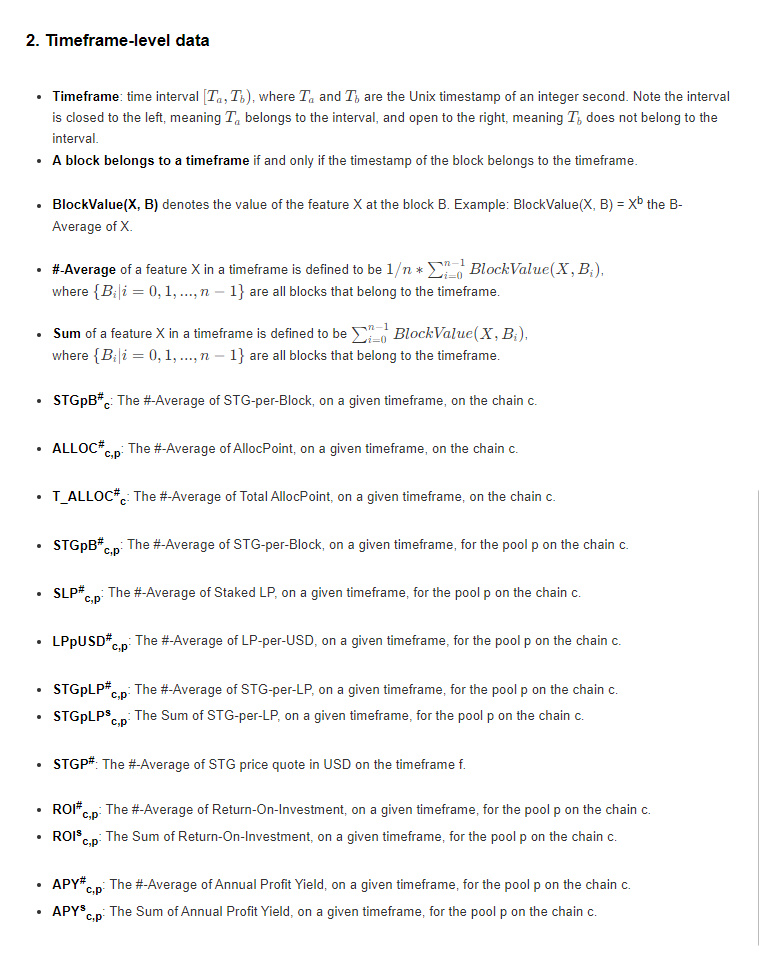 2. Timeframe-level data
• Timeframe: time interval [Tₐ, T_b), where Tₐ and T_b are the Unix timestamp of an integer second. Note the interval
is closed to the left, meaning Tₐ belongs to the interval, and open to the right, meaning T_b does not belong to the
interval.
• A block belongs to a timeframe if and only if the timestamp of the block belongs to the timeframe.
• BlockValue(X, B) denotes the value of the feature X at the block B. Example: BlockValue(X, B) = Xᵇ the B-
Average of X.
• #-Average of a feature X in a timeframe is defined to be 1/n * ∑_{i=0}^{n−1} BlockValue(X, B_i),
where {B_i|i = 0, 1, ..., n − 1} are all blocks that belong to the timeframe.
• Sum of a feature X in a timeframe is defined to be ∑_{i=0}^{n−1} BlockValue(X, B_i),
where {B_i|i = 0, 1, ..., n − 1} are all blocks that belong to the timeframe.
• STGpB^#_c: The #-Average of STG-per-Block, on a given timeframe, on the chain c.
• ALLOC^#_c,p: The #-Average of AllocPoint, on a given timeframe, on the chain c.
• T_ALLOC^#_c: The #-Average of Total AllocPoint, on a given timeframe, on the chain c.
• STGpB^#_c,p: The #-Average of STG-per-Block, on a given timeframe, for the pool p on the chain c.
• SLP^#_c,p: The #-Average of Staked LP, on a given timeframe, for the pool p on the chain c.
• LPpUSD^#_c,p: The #-Average of LP-per-USD, on a given timeframe, for the pool p on the chain c.
• STGpLP^#_c,p: The #-Average of STG-per-LP, on a given timeframe, for the pool p on the chain c.
• STGpLP^s_c,p: The Sum of STG-per-LP, on a given timeframe, for the pool p on the chain c.
• STGP^#: The #-Average of STG price quote in USD on the timeframe f.
• ROI^#_c,p: The #-Average of Return-On-Investment, on a given timeframe, for the pool p on the chain c.
• ROI^s_c,p: The Sum of Return-On-Investment, on a given timeframe, for the pool p on the chain c.
• APY^#_c,p: The #-Average of Annual Profit Yield, on a given timeframe, for the pool p on the chain c.
• APY^s_c,p: The Sum of Annual Profit Yield, on a given timeframe, for the pool p on the chain c.